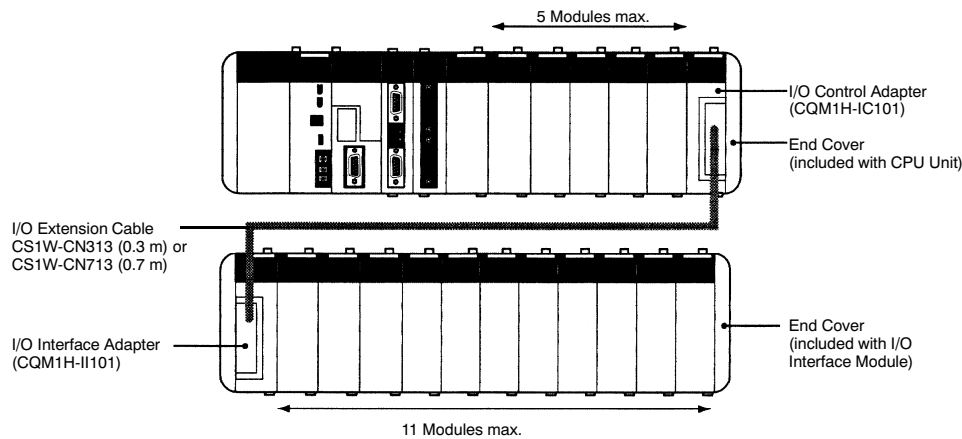 5 Modules max.
I/O Control Adapter
(CQM1H-IC101)
End Cover
(included with CPU Unit)
I/O Extension Cable
CS1W-CN313 (0.3 m) or
CS1W-CN713 (0.7 m)
I/O Interface Adapter
(CQM1H-II101)
End Cover
(included with I/O
Interface Module)
11 Modules max.